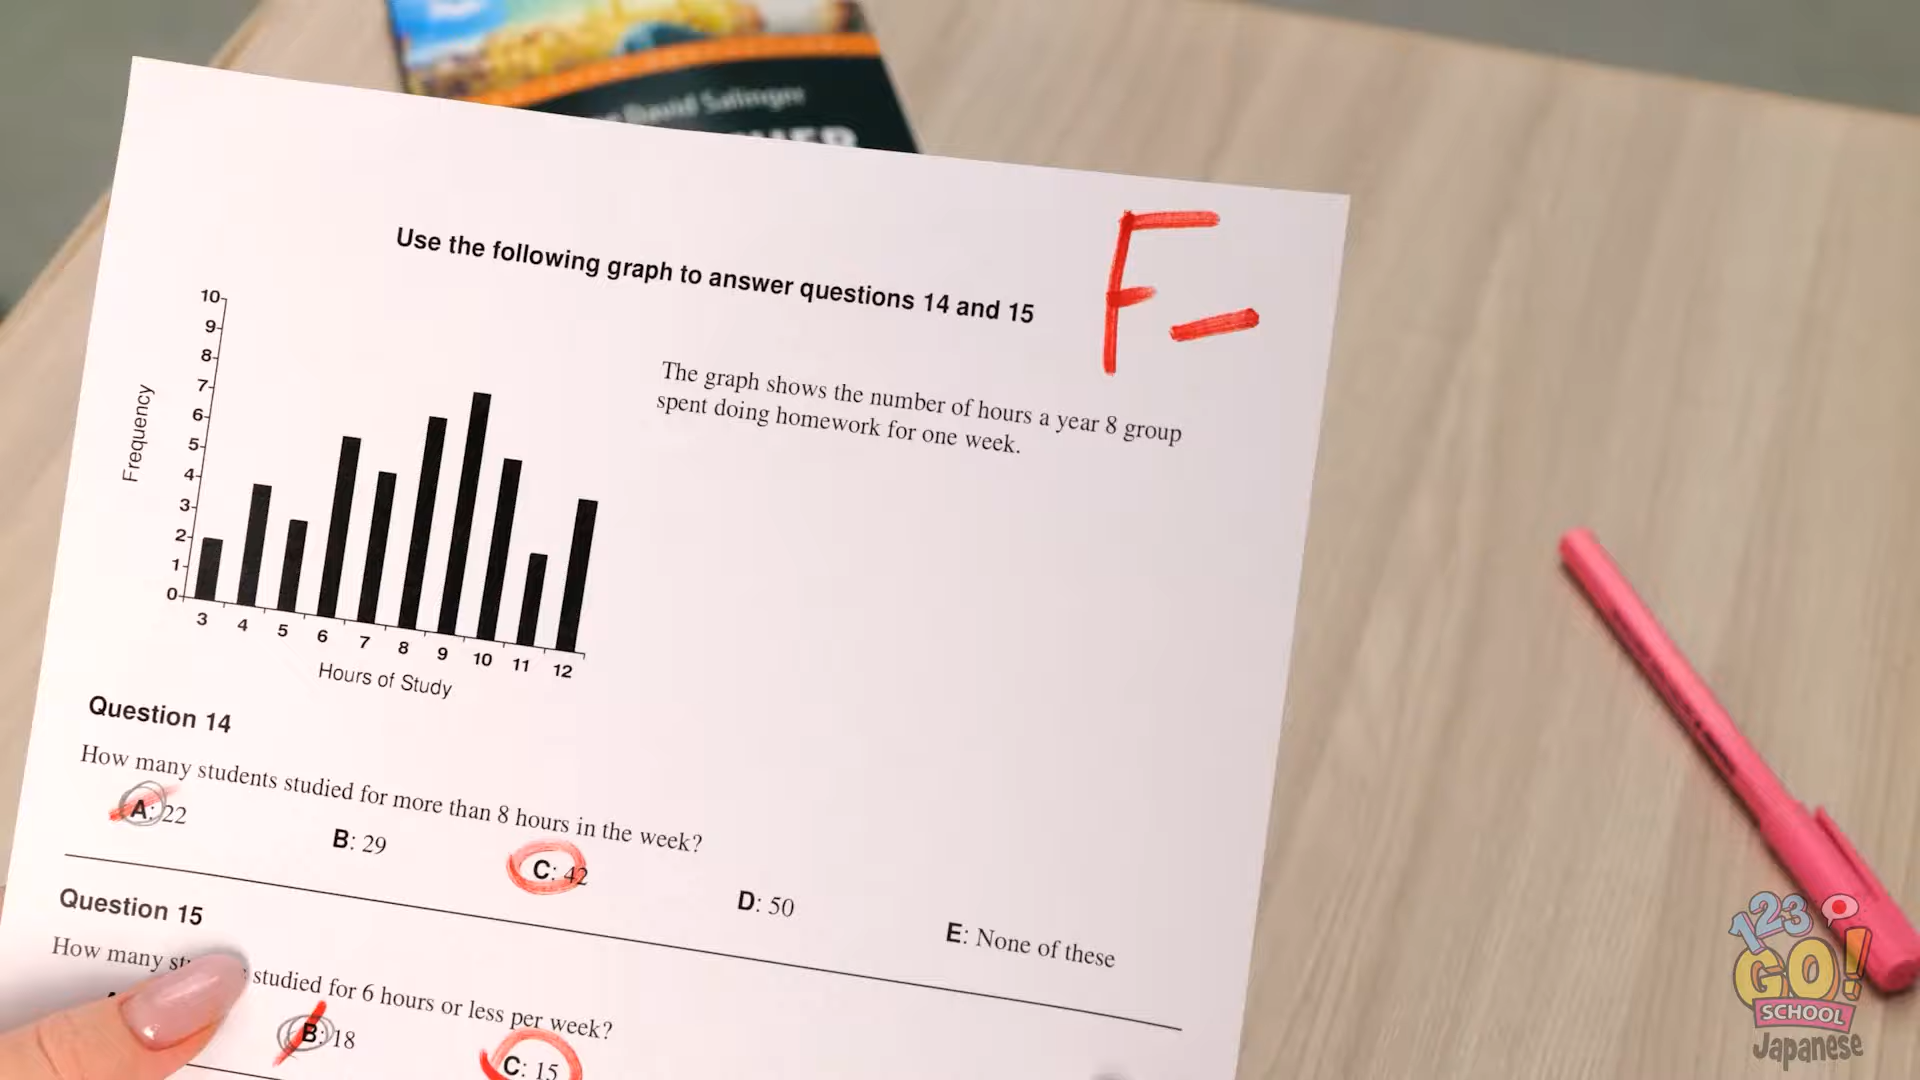 David Salinger
F-
Use the following graph to answer questions 14 and 15
The graph shows the number of hours a year 8 group
spent doing homework for one week.
Frequency
10
9
8
7
6
5
4
3
2
1
0
3 4 5 6 7 8 9 10 11 12
Hours of Study
Question 14
How many students studied for more than 8 hours in the week?
A: 22 B: 29 C: 42 D: 50 E: None of these
Question 15
How many studied for 6 hours or less per week?
B: 18 C: 15
123
GO!
SCHOOL
Japanese